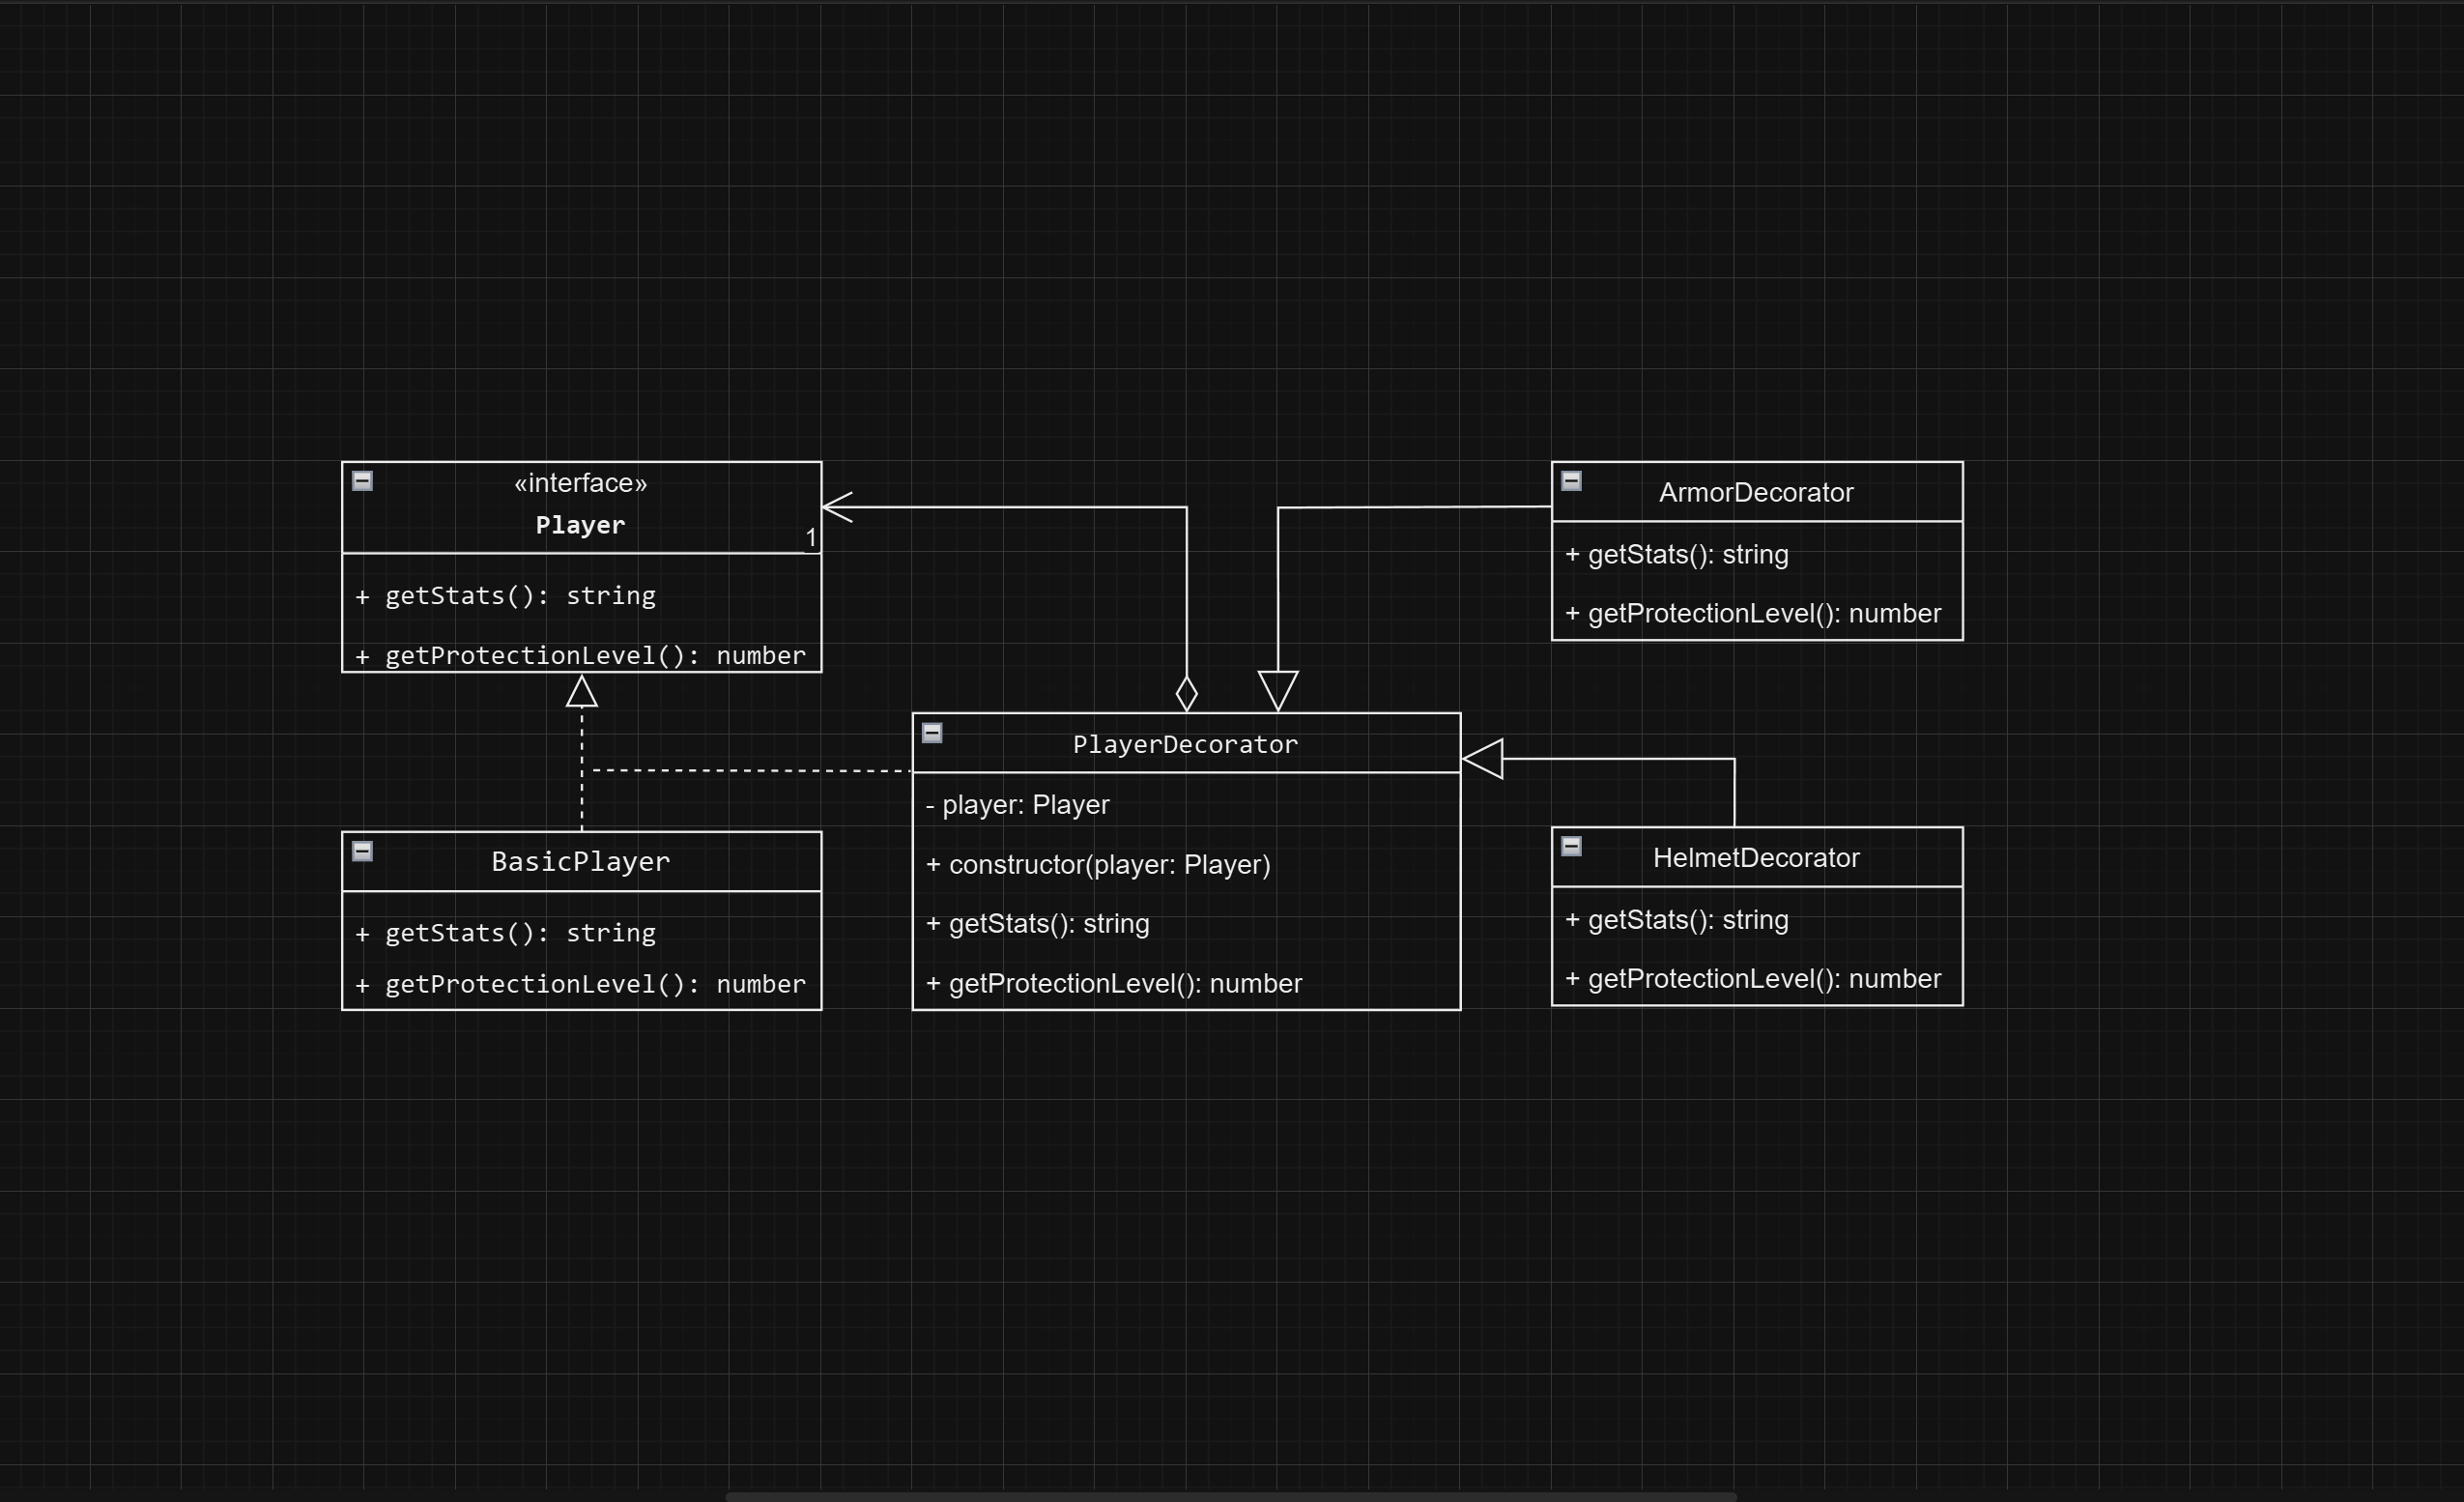 «interface»
Player
1
+ getStats(): string
+ getProtectionLevel(): number
BasicPlayer
+ getStats(): string
+ getProtectionLevel(): number
PlayerDecorator
- player: Player
+ constructor(player: Player)
+ getStats(): string
+ getProtectionLevel(): number
ArmorDecorator
+ getStats(): string
+ getProtectionLevel(): number
HelmetDecorator
+ getStats(): string
+ getProtectionLevel(): number